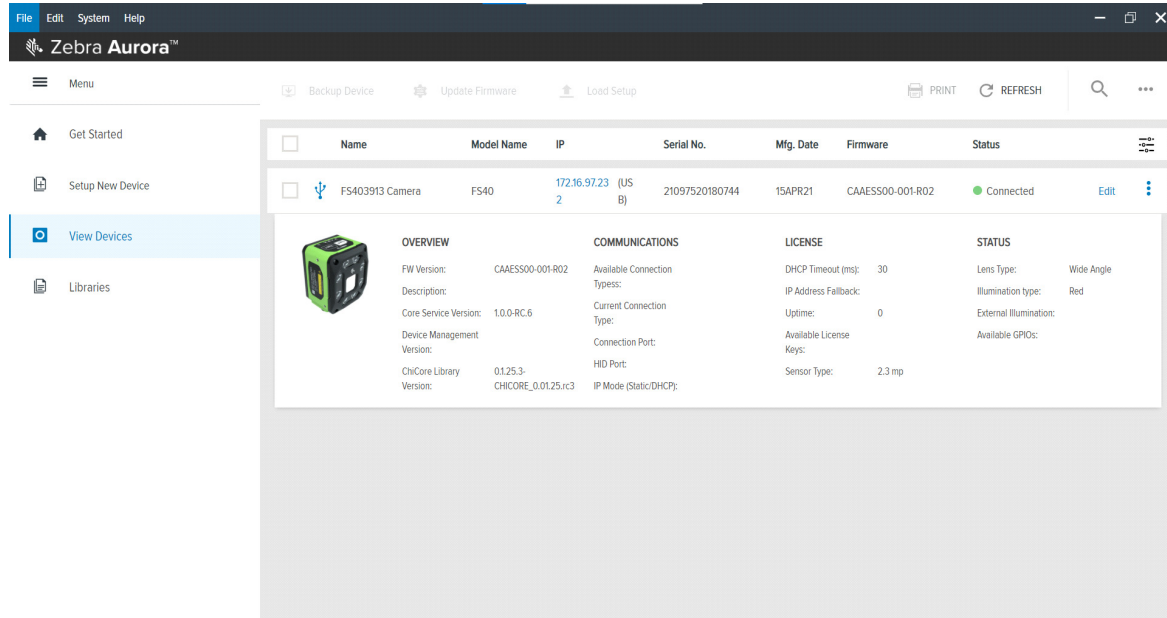 File Edit System Help
Zebra Aurora™
Menu
Backup Device Update Firmware Load Setup PRINT REFRESH
Get Started
Setup New Device
View Devices
Libraries
Name Model Name IP Serial No. Mfg. Date Firmware Status
FS403913 Camera FS40 172.16.97.23 (US 21097520180744 15APR21 CAAESS00-001-R02 Connected Edit
2 B)
OVERVIEW
FW Version: CAAESS00-001-R02
Description:
Core Service Version: 1.0.0-RC.6
Device Management
Version:
ChiCore Library 0.1.25.3-
Version: CHICORE_0.01.25.rc3
COMMUNICATIONS
Available Connection
Typess:
Current Connection
Type:
Connection Port:
HID Port:
IP Mode (Static/DHCP):
LICENSE
DHCP Timeout (ms): 30
IP Address Fallback:
Uptime: 0
Available License
Keys:
Sensor Type: 2.3 mp
STATUS
Lens Type: Wide Angle
Illumination type: Red
External Illumination:
Available GPIOs: